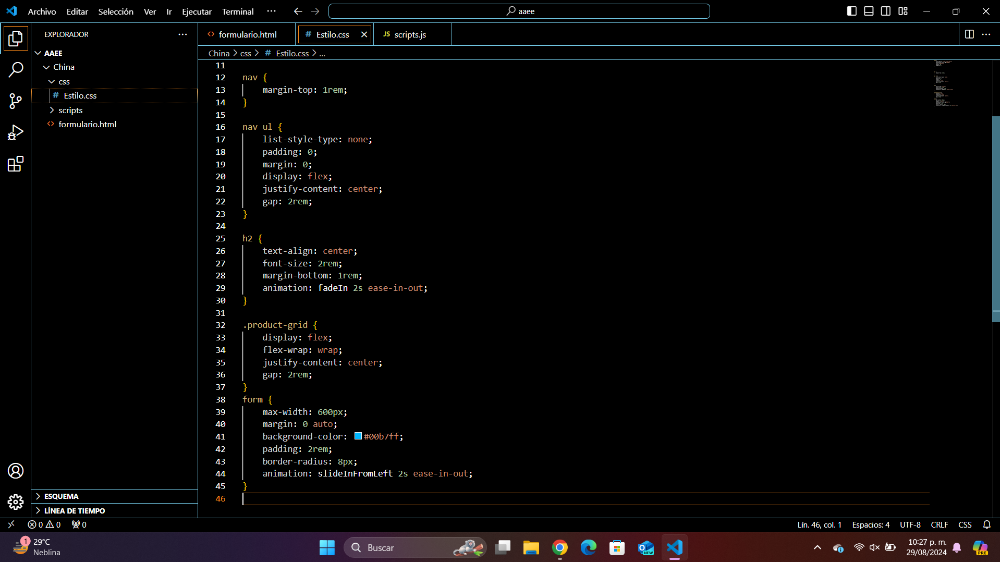 Archivo Editar Selección Ver Ir Ejecutar Terminal ··· aaee
EXPLORADOR ···
AAEE
China
css
# Estilo.css
scripts
<> formulario.html
ESQUEMA
LÍNEA DE TIEMPO
<> formulario.html # Estilo.css JS scripts.js
China > css > # Estilo.css > ...
11
12 nav {
13 margin-top: 1rem;
14 }
15
16 nav ul {
17 list-style-type: none;
18 padding: 0;
19 margin: 0;
20 display: flex;
21 justify-content: center;
22 gap: 2rem;
23 }
24
25 h2 {
26 text-align: center;
27 font-size: 2rem;
28 margin-bottom: 1rem;
29 animation: fadeIn 2s ease-in-out;
30 }
31
32 .product-grid {
33 display: flex;
34 flex-wrap: wrap;
35 justify-content: center;
36 gap: 2rem;
37 }
38 form {
39 max-width: 600px;
40 margin: 0 auto;
41 background-color: #00b7ff;
42 padding: 2rem;
43 border-radius: 8px;
44 animation: slideInFromLeft 2s ease-in-out;
45 }
46
0 0 0 Lín. 46, col. 1 Espacios: 4 UTF-8 CRLF CSS
1 29°C
Neblina
Buscar
NEW
10:27 p. m.
29/08/2024
PRE